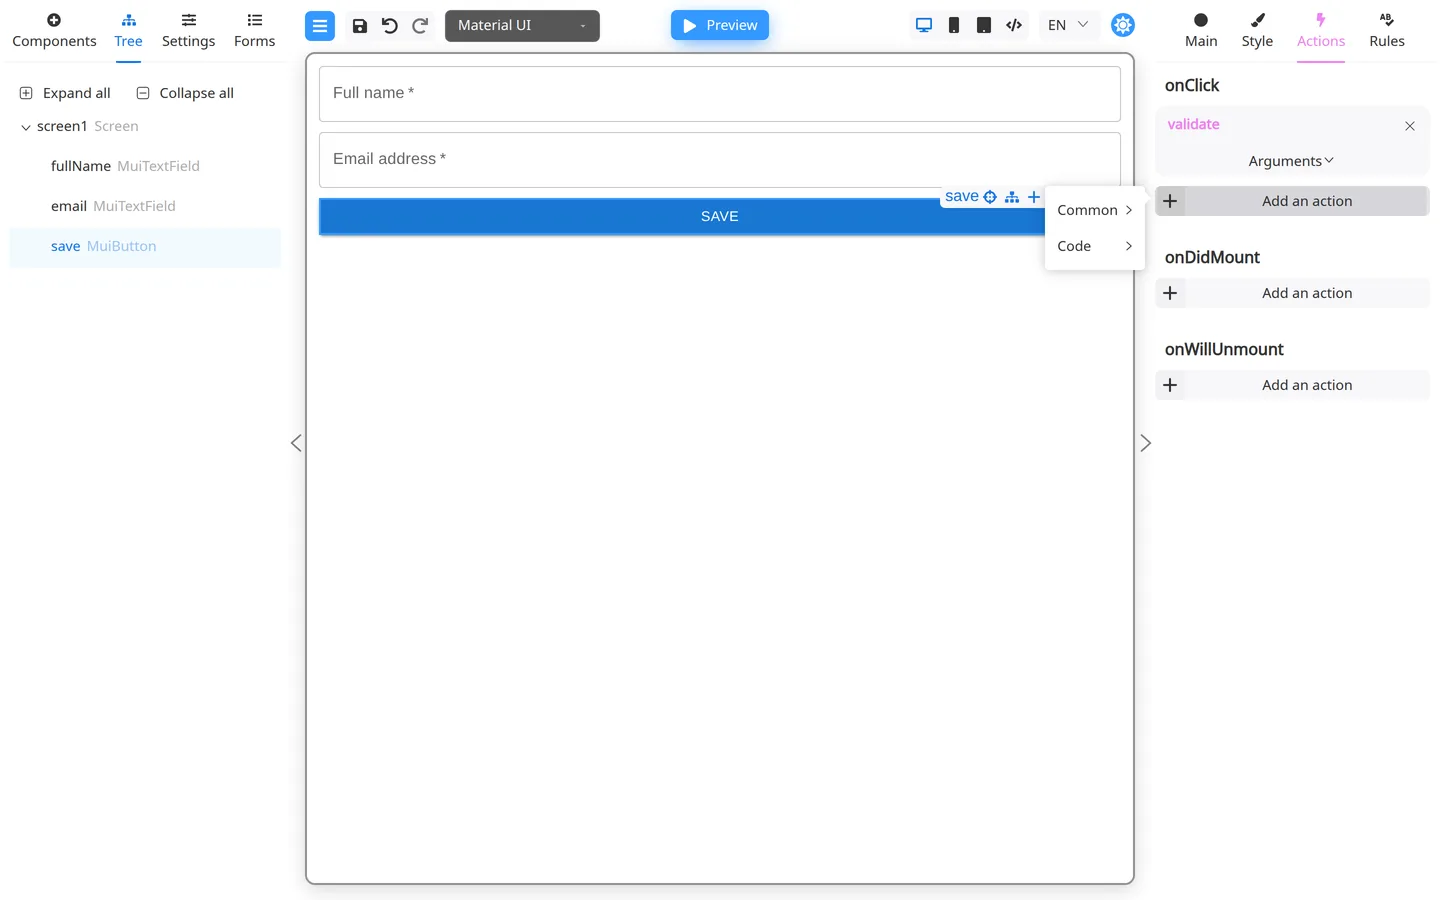 Components
Tree
Settings
Forms
Material UI
Preview
EN
Main
Style
Actions
AB
Rules
Expand all
Collapse all
screen1 Screen
fullName MuiTextField
email MuiTextField
save MuiButton
Full name *
Email address *
save
SAVE
Common
Code
onClick
validate
Arguments
Add an action
onDidMount
Add an action
onWillUnmount
Add an action